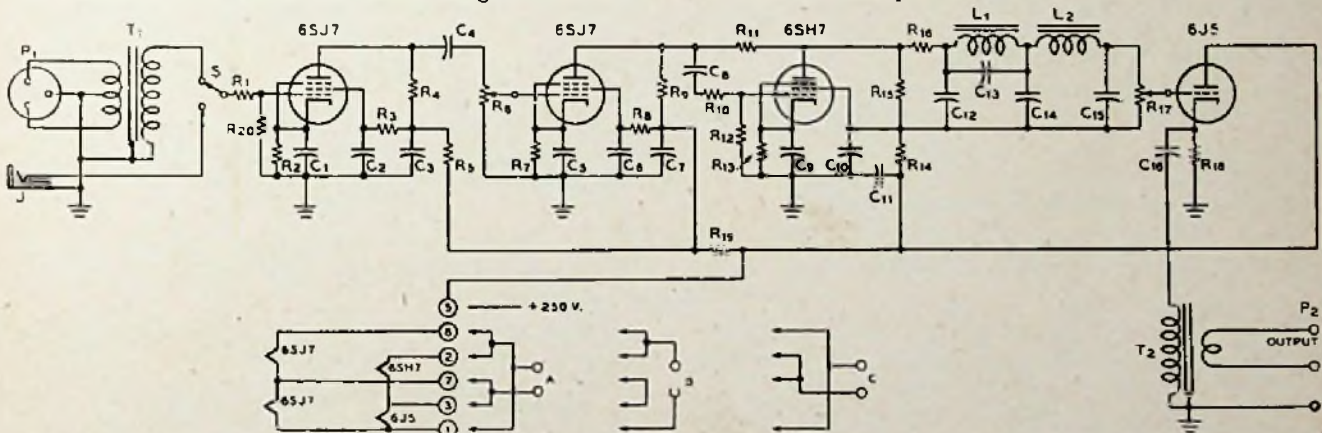 6SJ7
6SJ7
6SH7
6J5
P1
T1
S
J
R1
R20
R2
C1
R3
C2
R4
C3
C4
R5
R6
R7
C5
R8
C6
R9
C7
R11
C8
R10
R12
R13
C9
C10
C11
R15
R14
R16
L1
L2
C12
C13
C14
C15
R17
C16
R18
R19
5 + 250 V.
6
2
7
3
1
6SJ7
6SH7
6SJ7
6J5
A
B
C
T2
P2
OUTPUT